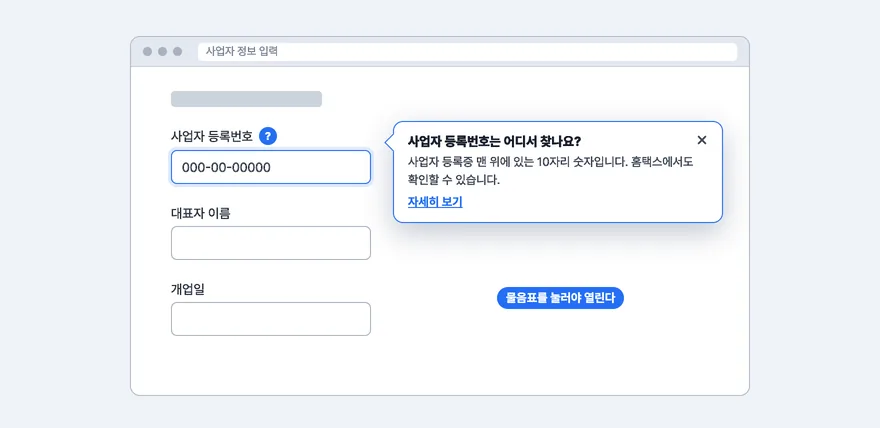 사업자 정보 입력
사업자 등록번호 ?
000-00-00000
사업자 등록번호는 어디서 찾나요?
사업자 등록증 맨 위에 있는 10자리 숫자입니다. 홈택스에서도
확인할 수 있습니다.
자세히 보기
대표자 이름
개업일
물음표를 눌러야 열린다